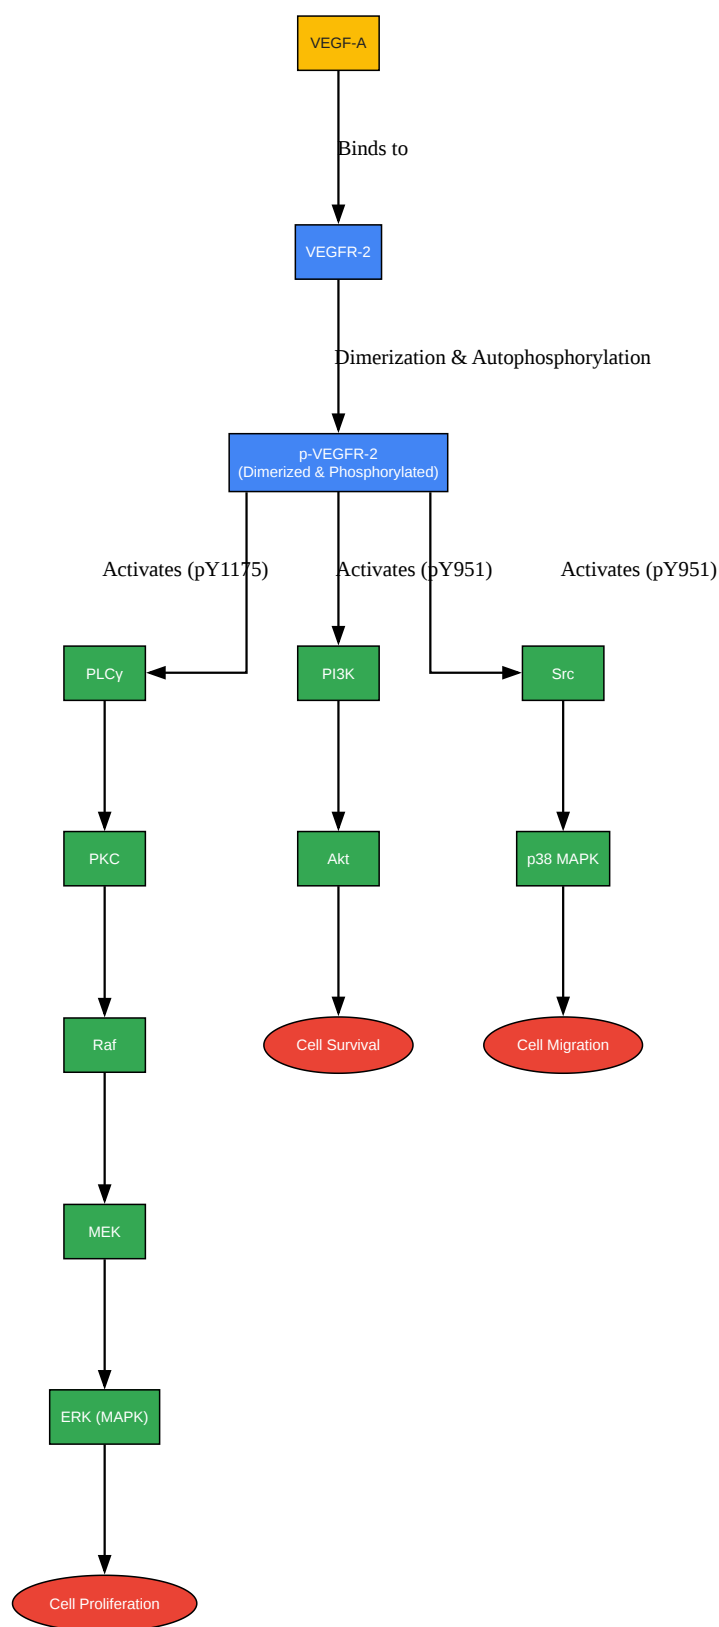 VEGF-A
Binds to
VEGFR-2
Dimerization & Autophosphorylation
p-VEGFR-2
(Dimerized & Phosphorylated)
Activates (pY1175)
Activates (pY951)
Activates (pY951)
PLCγ
PI3K
Src
PKC
Akt
p38 MAPK
Raf
Cell Survival
Cell Migration
MEK
ERK (MAPK)
Cell Proliferation